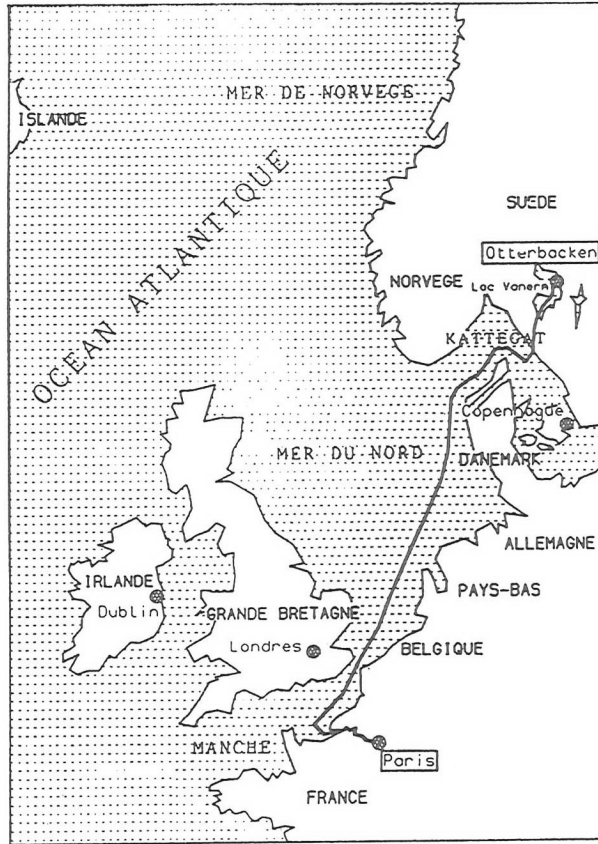 MER DE NORVEGE
ISLANDE
OCEAN ATLANTIQUE
SUEDE
Otterbacken
NORVEGE
Lac Vanern
KATTEGAT
Copenhague
MER DU NORD
DANEMARK
ALLEMAGNE
IRLANDE
Dublin
PAYS-BAS
GRANDE BRETAGNE
Londres
BELGIQUE
MANCHE
Paris
FRANCE